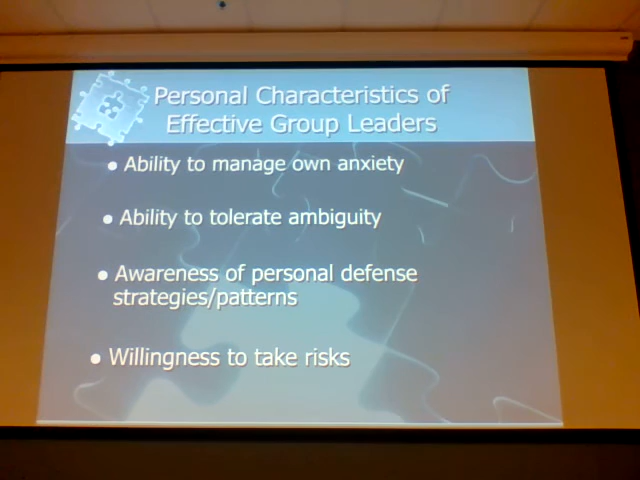 Personal Characteristics of
Effective Group Leaders
• Ability to manage own anxiety
• Ability to tolerate ambiguity
• Awareness of personal defense
strategies/patterns
• Willingness to take risks